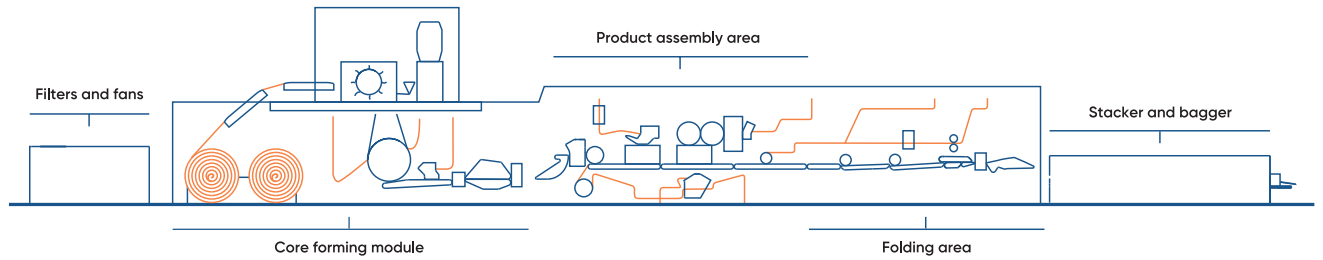 Product assembly area
Filters and fans
Stacker and bagger
Core forming module
Folding area